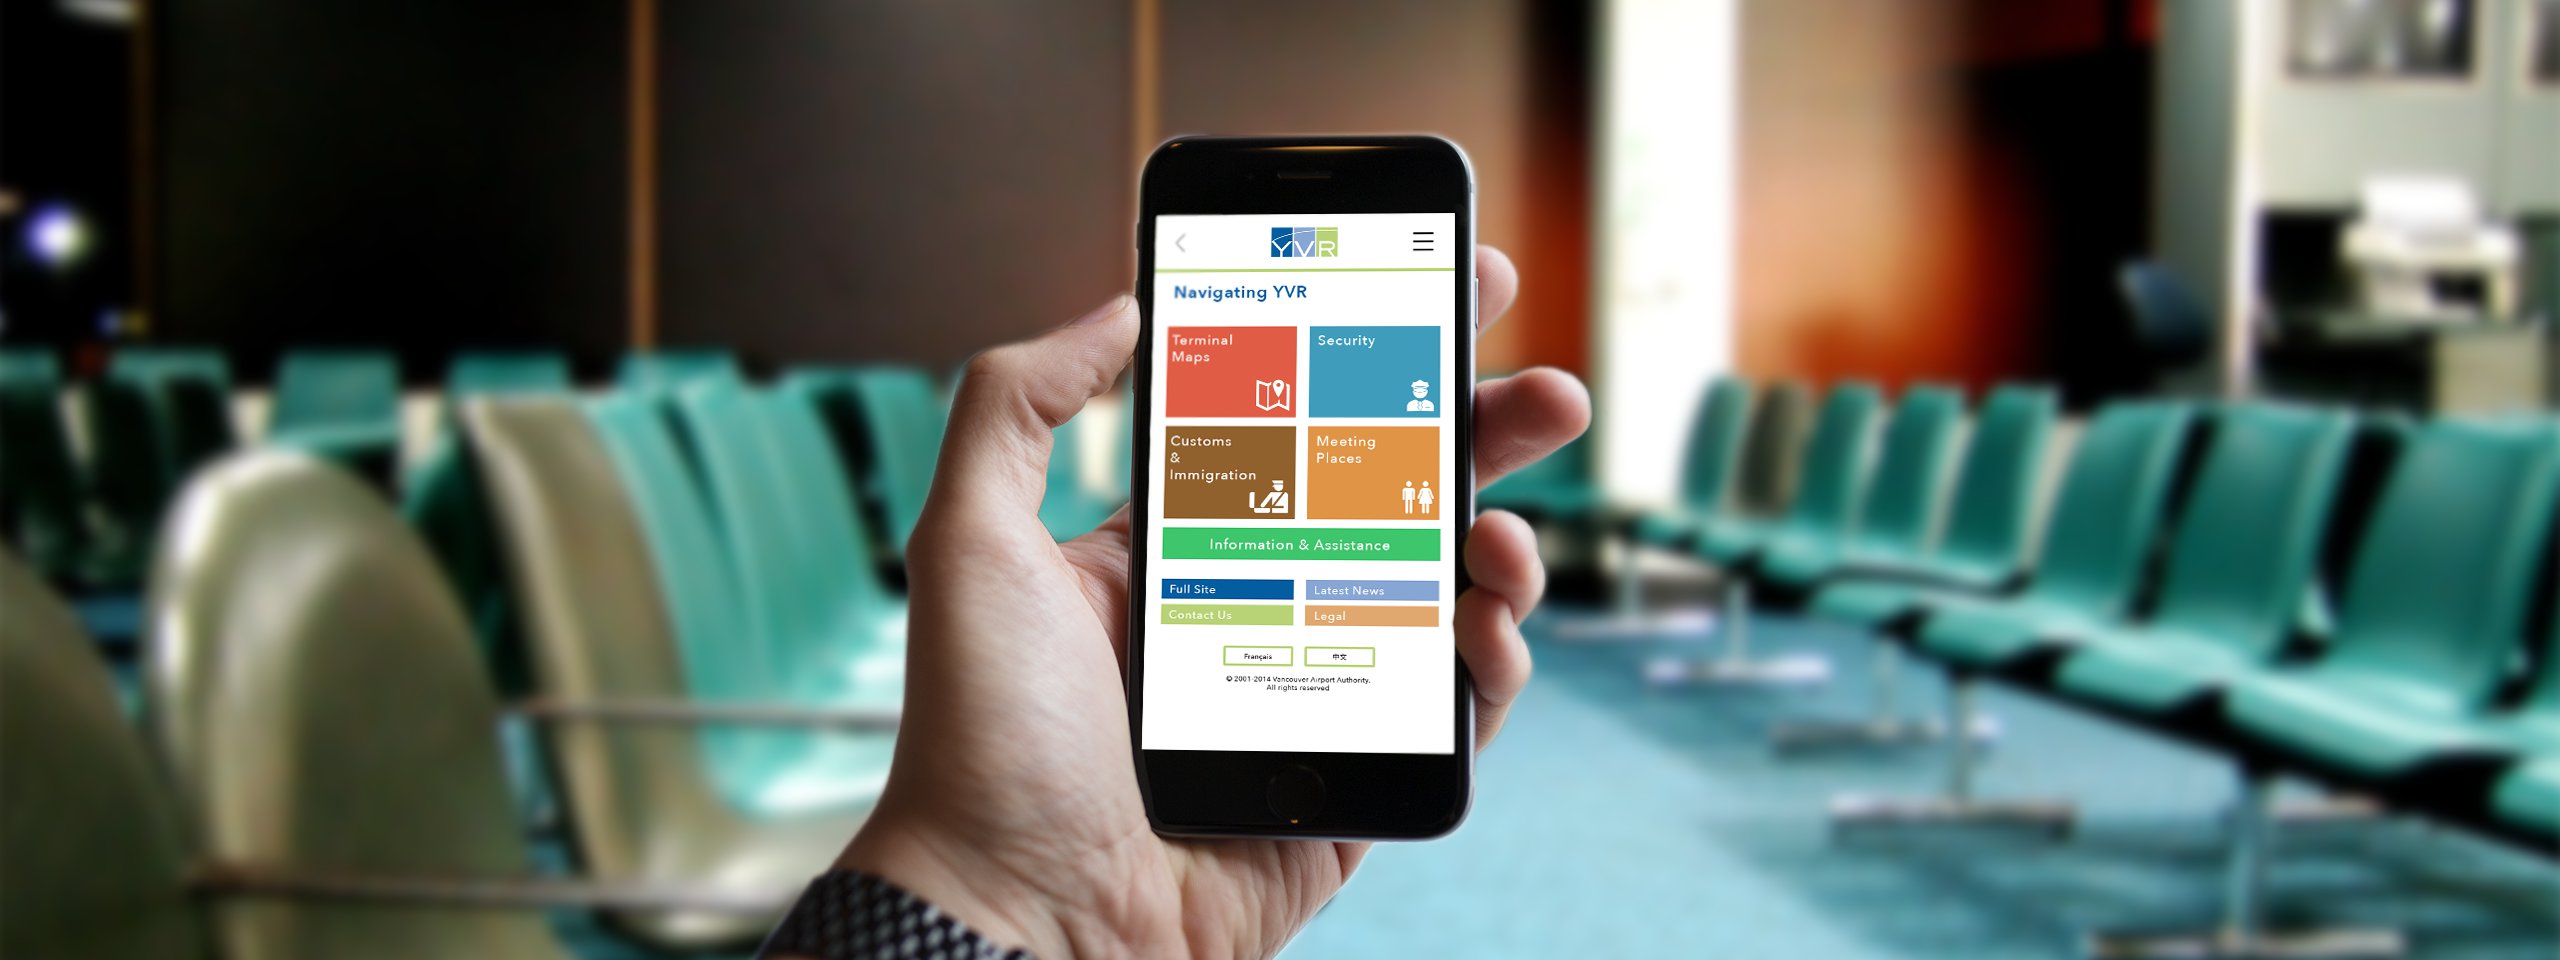 YVR
Navigating YVR
Terminal
Maps
Security
Customs
&
Immigration
Meeting
Places
Information & Assistance
Full Site
Latest News
Contact Us
Legal
Français
中文
© 2001-2014 Vancouver Airport Authority.
All rights reserved